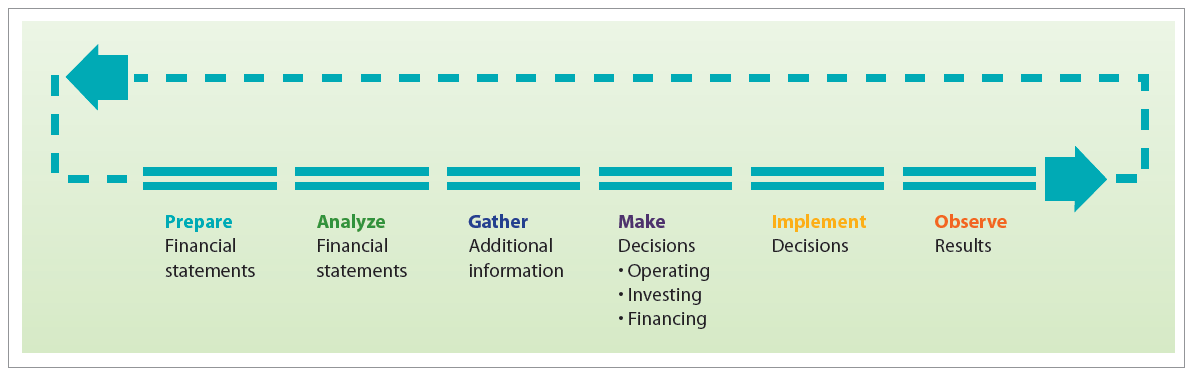 Prepare
Financial
statements
Analyze
Financial
statements
Gather
Additional
information
Make
Decisions
• Operating
• Investing
• Financing
Implement
Decisions
Observe
Results